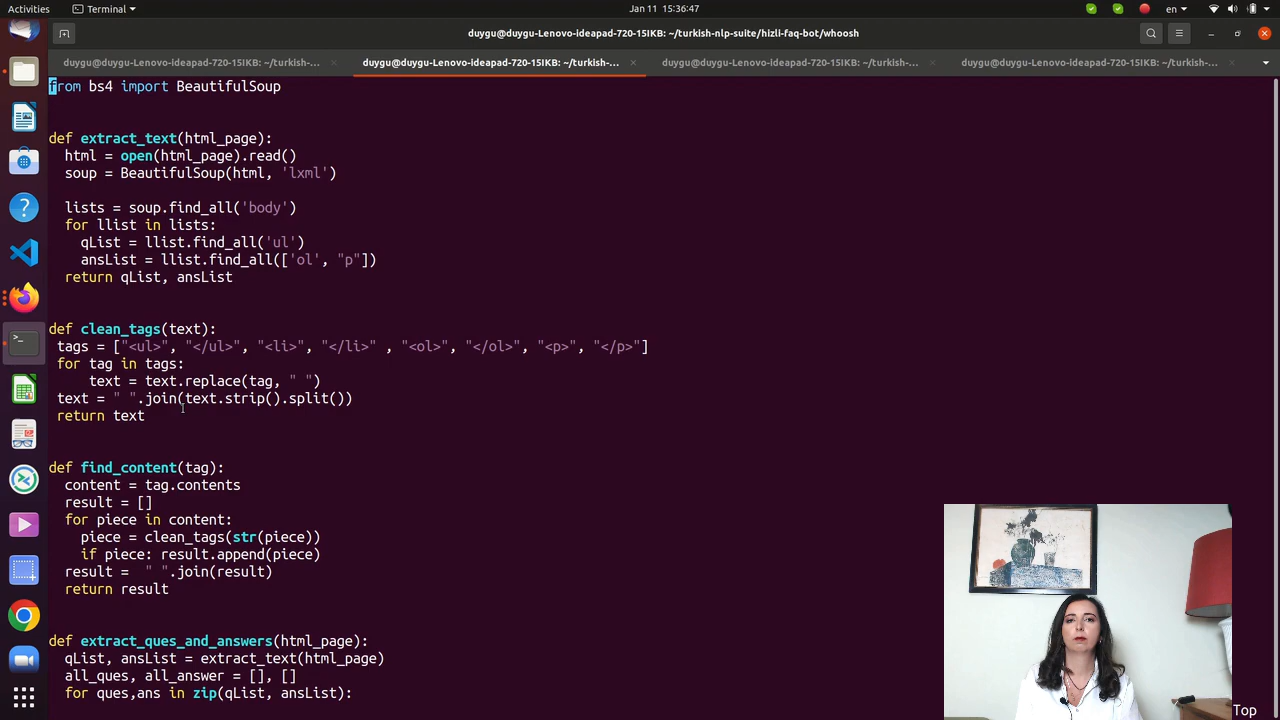 Activities
Terminal
Jan 11 15:36:47
en
duygu@duygu-Lenovo-ideapad-720-15IKB: ~/turkish-nlp-suite/hizli-faq-bot/whoosh
duygu@duygu-Lenovo-ideapad-720-15IKB: ~/turkish-...
duygu@duygu-Lenovo-ideapad-720-15IKB: ~/turkish-...
duygu@duygu-Lenovo-ideapad-720-15IKB: ~/turkish-...
duygu@duygu-Lenovo-ideapad-720-15IKB: ~/turkish-...
from bs4 import BeautifulSoup
def extract_text(html_page):
html = open(html_page).read()
soup = BeautifulSoup(html, 'lxml')
lists = soup.find_all('body')
for llist in lists:
qList = llist.find_all('ul')
ansList = llist.find_all(['ol', "p"])
return qList, ansList
def clean_tags(text):
tags = ["<ul>", "</ul>", "<li>", "</li>" , "<ol>", "</ol>", "<p>", "</p>"]
for tag in tags:
text = text.replace(tag, " ")
text = " ".join(text.strip().split())
return text
def find_content(tag):
content = tag.contents
result = []
for piece in content:
piece = clean_tags(str(piece))
if piece: result.append(piece)
result =  " ".join(result)
return result
def extract_ques_and_answers(html_page):
qList, ansList = extract_text(html_page)
all_ques, all_answer = [], []
for ques,ans in zip(qList, ansList):
Top